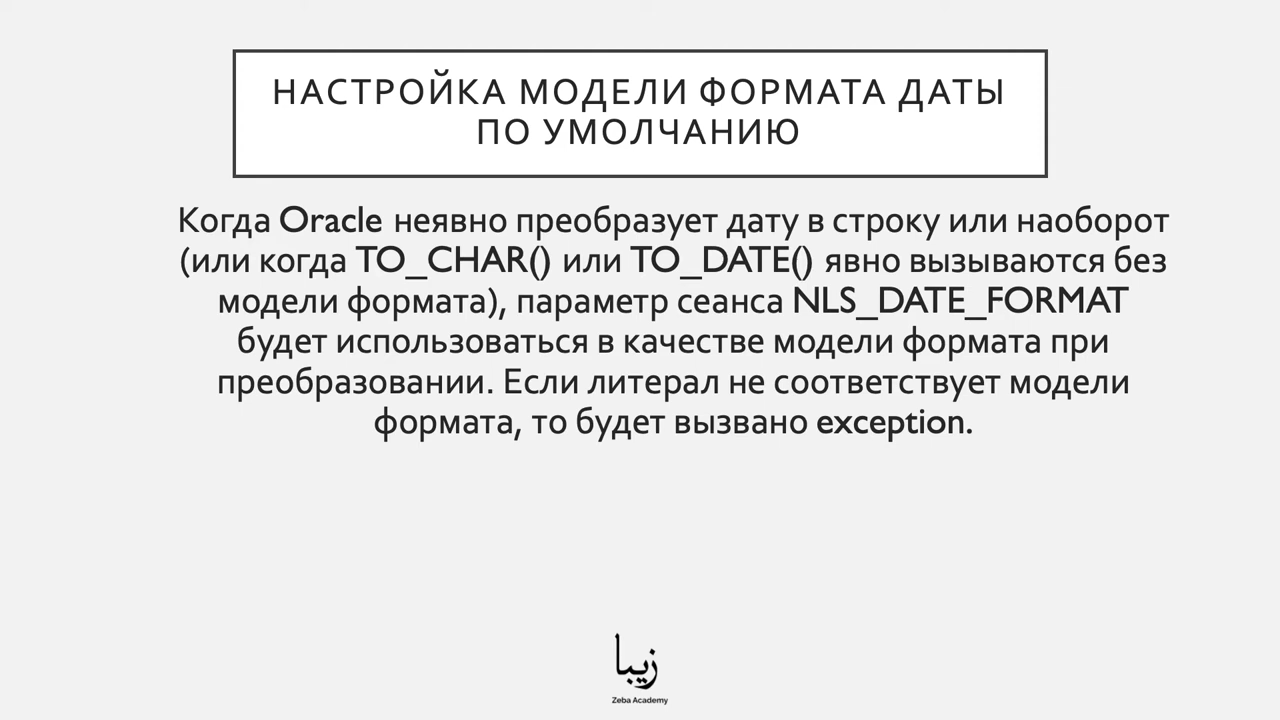 НАСТРОЙКА МОДЕЛИ ФОРМАТА ДАТЫ
ПО УМОЛЧАНИЮ
Когда Oracle неявно преобразует дату в строку или наоборот
(или когда TO_CHAR() или TO_DATE() явно вызываются без
модели формата), параметр сеанса NLS_DATE_FORMAT
будет использоваться в качестве модели формата при
преобразовании. Если литерал не соответствует модели
формата, то будет вызвано exception.
زیبا
Zeba Academy